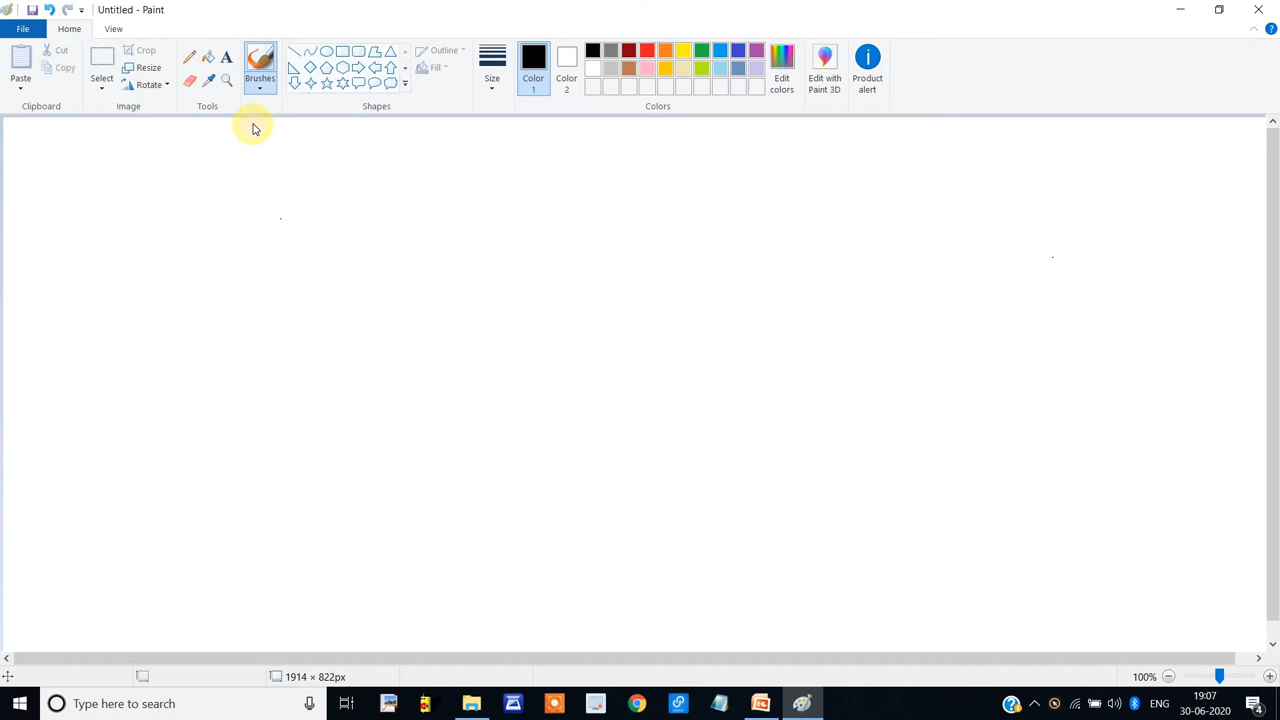 Untitled - Paint
File Home View
Paste Cut Copy Clipboard
Select Crop Resize Rotate Image
A Tools
Brushes
Outline Fill Shapes
Size
Color 1 Color 2 Edit colors Colors
Edit with Paint 3D
Product alert
1914 × 822px 100%
Type here to search ENG 19:07 30-06-2020 4